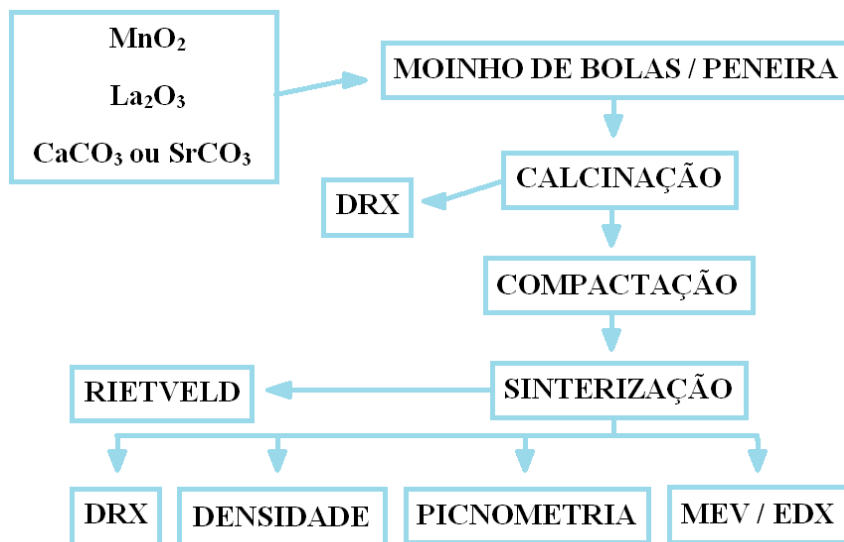 MnO₂
La₂O₃
CaCO₃ ou SrCO₃
MOINHO DE BOLAS / PENEIRA
CALCINAÇÃO
DRX
COMPACTAÇÃO
SINTERIZAÇÃO
RIETVELD
DRX
DENSIDADE
PICNOMETRIA
MEV / EDX